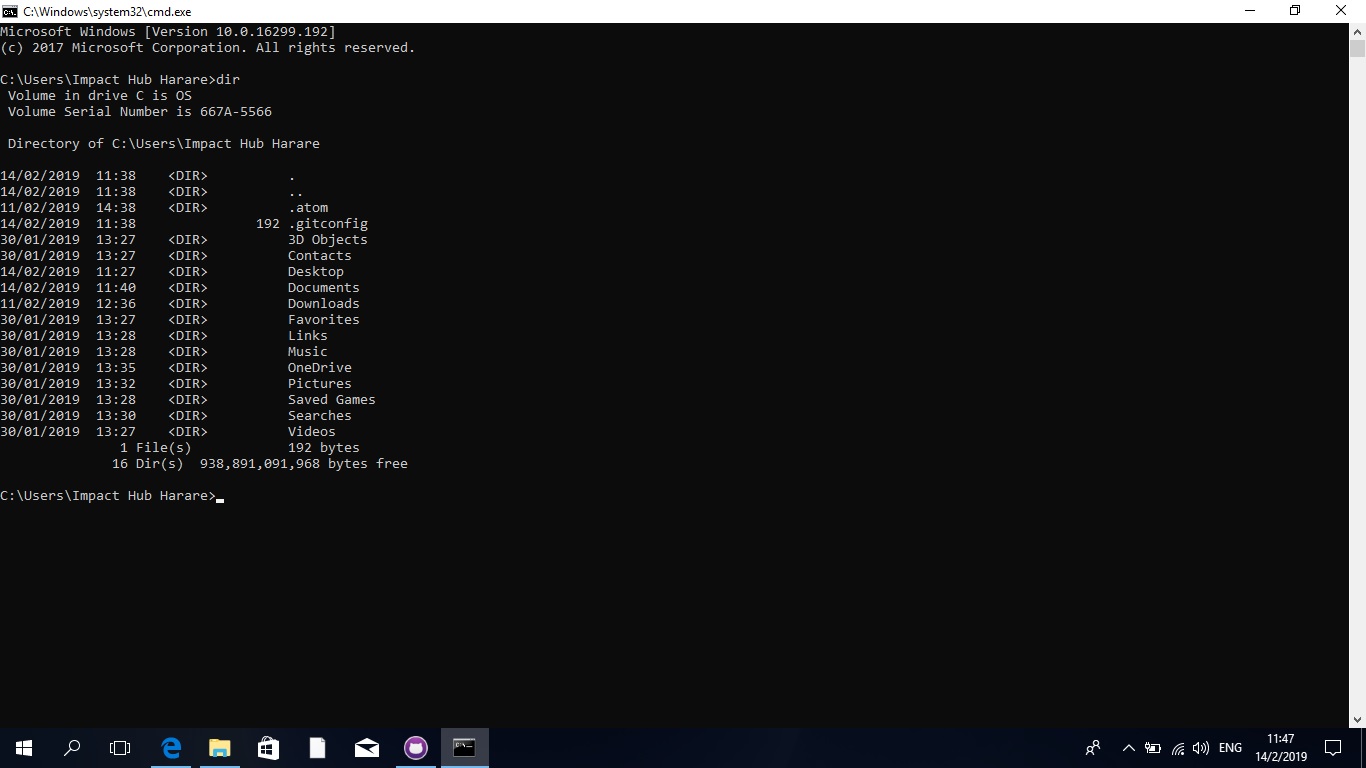 C:\Windows\system32\cmd.exe
Microsoft Windows [Version 10.0.16299.192]
(c) 2017 Microsoft Corporation. All rights reserved.
C:\Users\Impact Hub Harare>dir
Volume in drive C is OS
Volume Serial Number is 667A-5566
Directory of C:\Users\Impact Hub Harare
14/02/2019  11:38    <DIR>          .
14/02/2019  11:38    <DIR>          ..
11/02/2019  14:38    <DIR>          .atom
14/02/2019  11:38               192 .gitconfig
30/01/2019  13:27    <DIR>          3D Objects
30/01/2019  13:27    <DIR>          Contacts
14/02/2019  11:27    <DIR>          Desktop
14/02/2019  11:40    <DIR>          Documents
11/02/2019  12:36    <DIR>          Downloads
30/01/2019  13:27    <DIR>          Favorites
30/01/2019  13:28    <DIR>          Links
30/01/2019  13:28    <DIR>          Music
30/01/2019  13:35    <DIR>          OneDrive
30/01/2019  13:32    <DIR>          Pictures
30/01/2019  13:28    <DIR>          Saved Games
30/01/2019  13:30    <DIR>          Searches
30/01/2019  13:27    <DIR>          Videos
1 File(s)            192 bytes
16 Dir(s)  938,891,091,968 bytes free
C:\Users\Impact Hub Harare>
ENG
11:47
14/2/2019